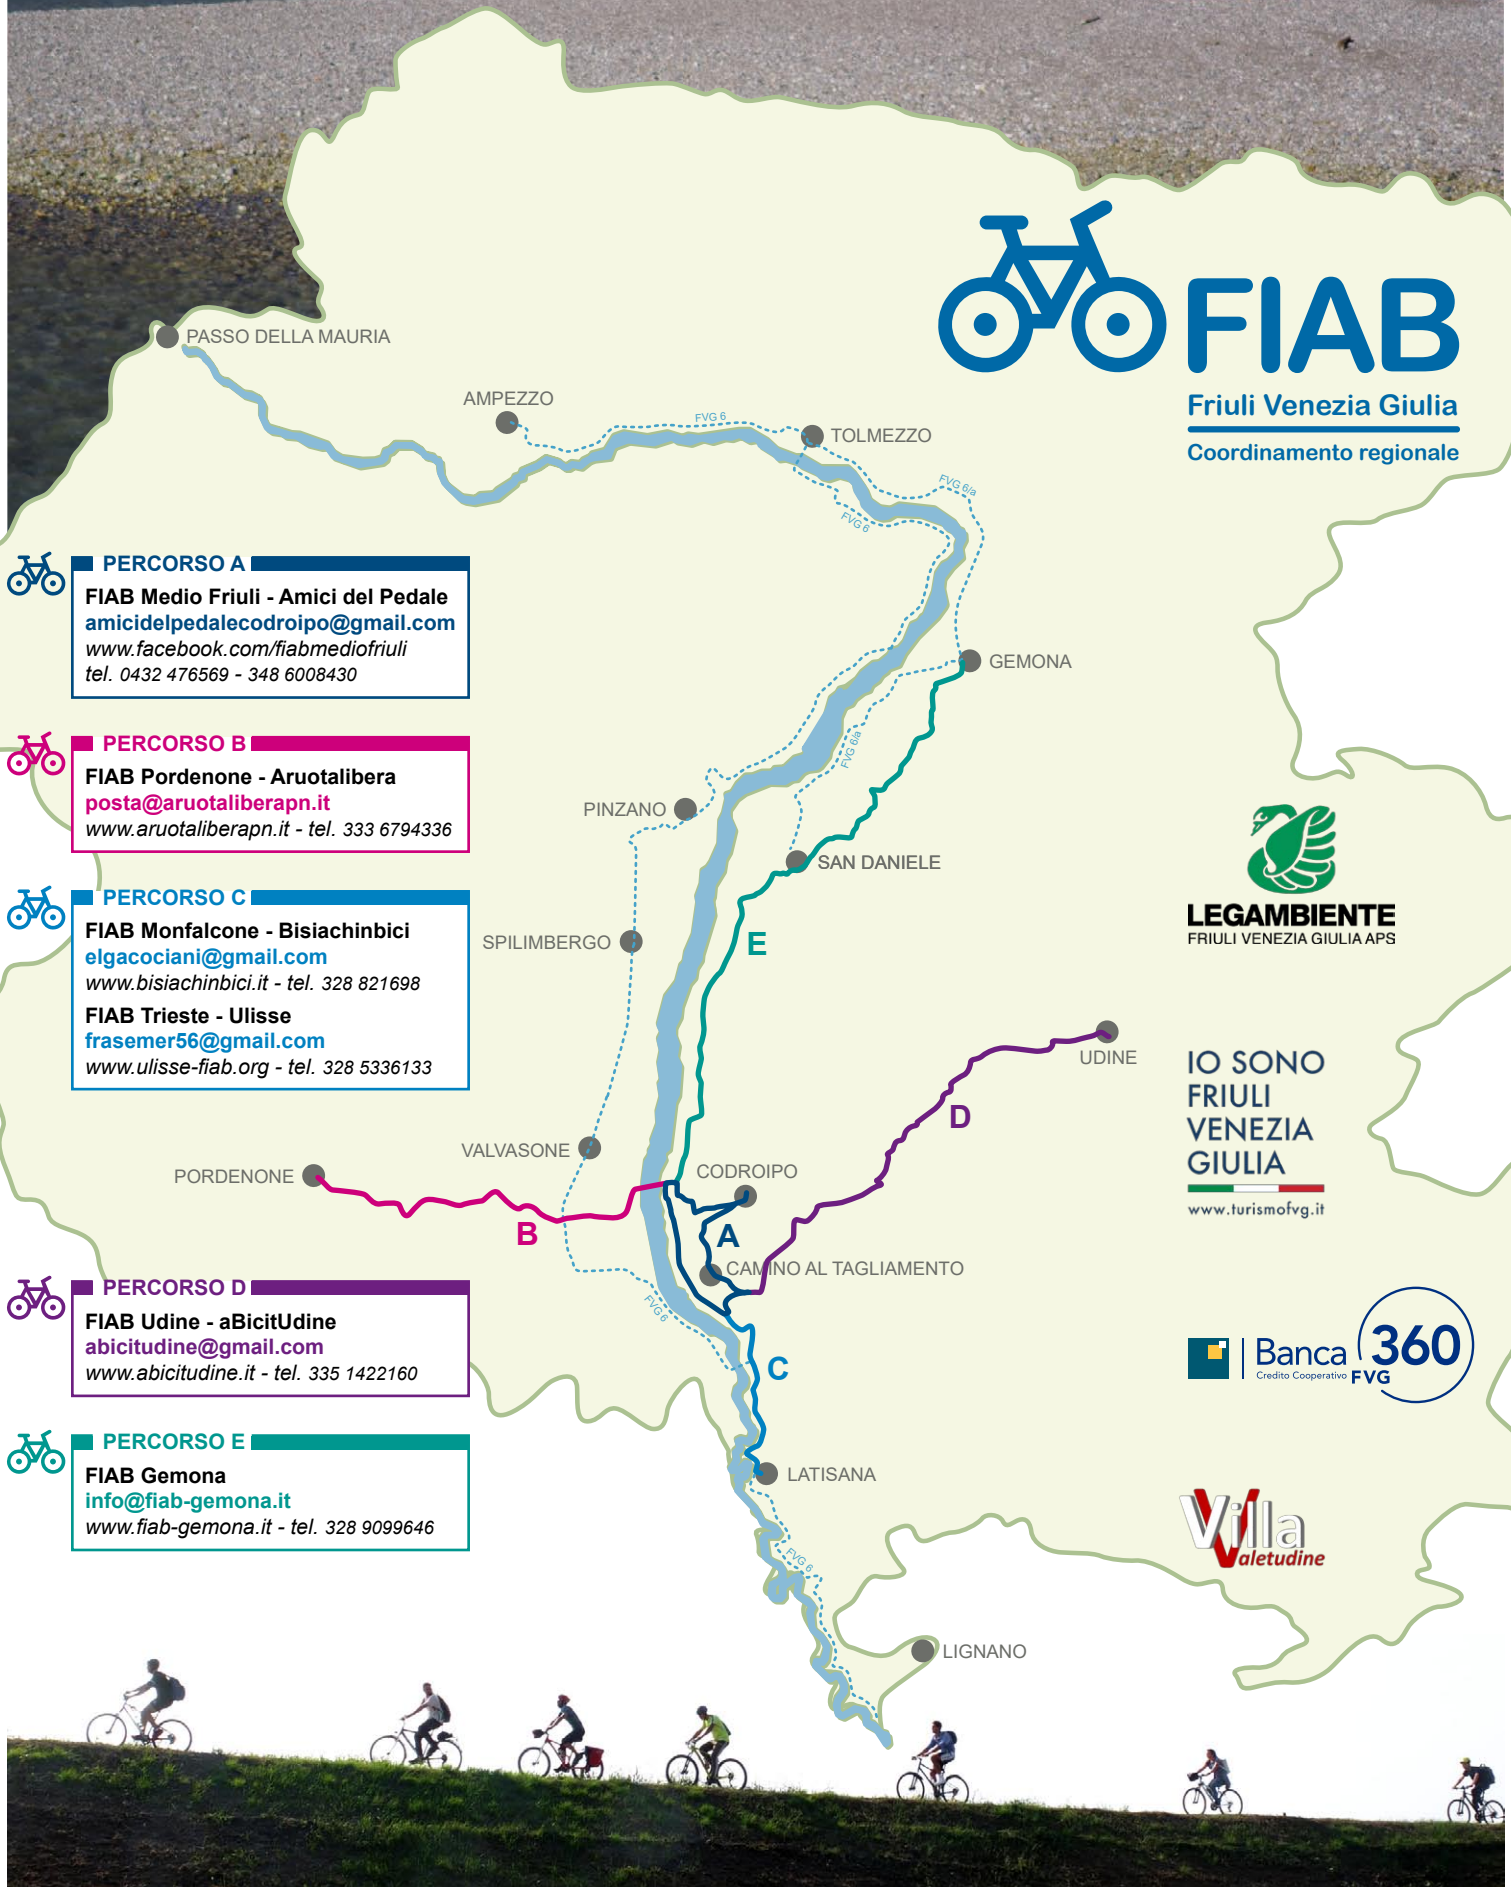 FIAB
Friuli Venezia Giulia
Coordinamento regionale
PASSO DELLA MAURIA
AMPEZZO
FVG 6
TOLMEZZO
FVG 6/a
FVG 6
PERCORSO A
FIAB Medio Friuli - Amici del Pedale
amicidelpedalecodroipo@gmail.com
www.facebook.com/fiabmediofriuli
tel. 0432 476569 - 348 6008430
GEMONA
PERCORSO B
FIAB Pordenone - Aruotalibera
posta@aruotaliberapn.it
www.aruotaliberapn.it - tel. 333 6794336
FVG 6/a
PINZANO
SAN DANIELE
LEGAMBIENTE
FRIULI VENEZIA GIULIA APS
PERCORSO C
FIAB Monfalcone - Bisiachinbici
elgacociani@gmail.com
www.bisiachinbici.it - tel. 328 821698
FIAB Trieste - Ulisse
frasemer56@gmail.com
www.ulisse-fiab.org - tel. 328 5336133
SPILIMBERGO
E
UDINE
D
IO SONO
FRIULI
VENEZIA
GIULIA
www.turismofvg.it
VALVASONE
PORDENONE
CODROIPO
B
A
CAMINO AL TAGLIAMENTO
FVG 6
PERCORSO D
FIAB Udine - aBicitUdine
abicitudine@gmail.com
www.abicitudine.it - tel. 335 1422160
C
Banca 360
Credito Cooperativo FVG
PERCORSO E
FIAB Gemona
info@fiab-gemona.it
www.fiab-gemona.it - tel. 328 9099646
LATISANA
FVG 6
Villa
Valetudine
LIGNANO